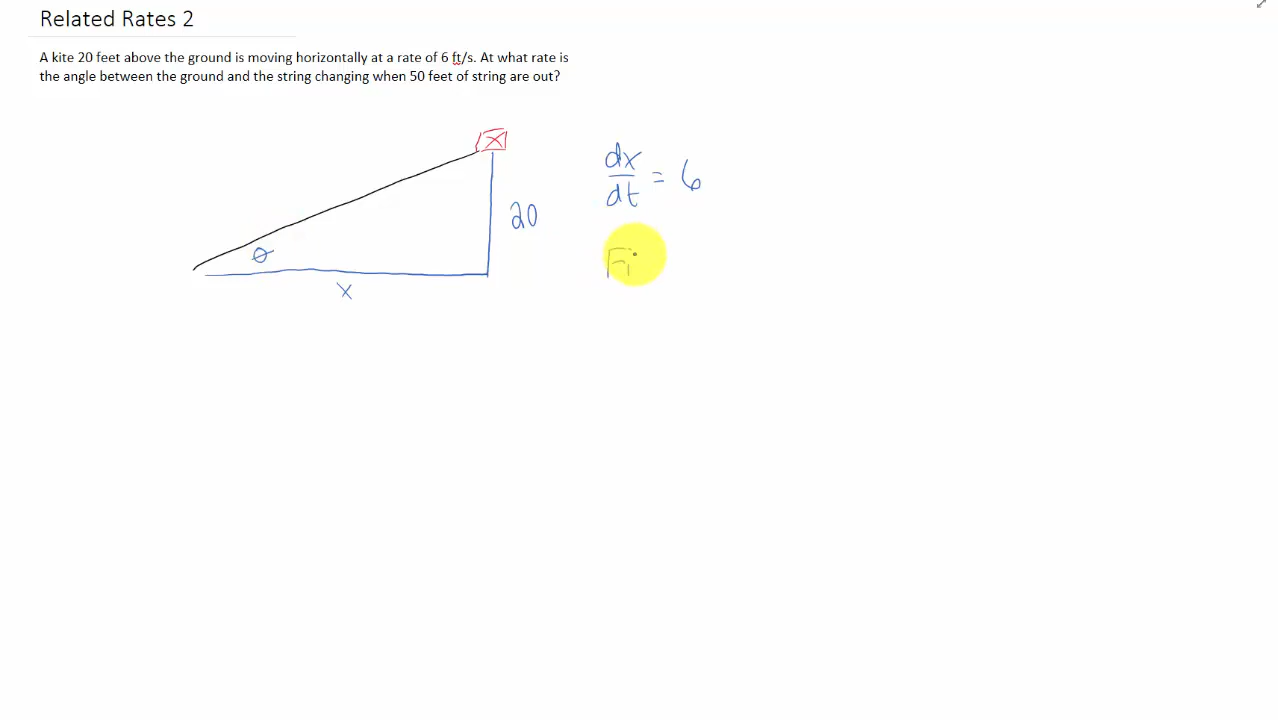 Related Rates 2
A kite 20 feet above the ground is moving horizontally at a rate of 6 ft/s. At what rate is
the angle between the ground and the string changing when 50 feet of string are out?
dx
dt = 6
20
θ
x
Fi